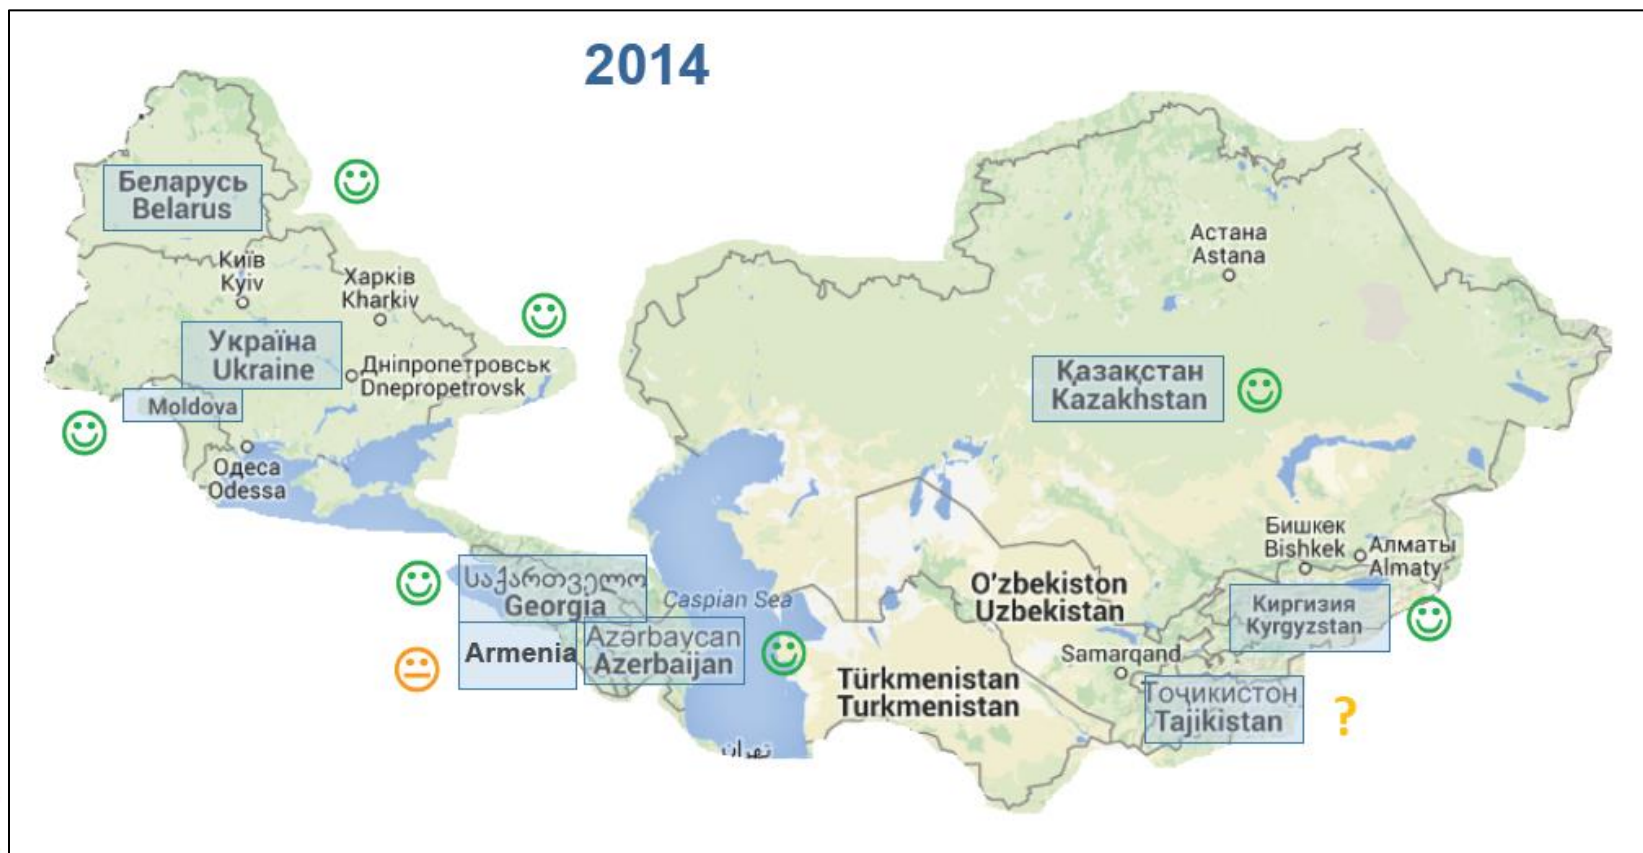 2014
Беларусь
Belarus
Київ
Kyiv
Харків
Kharkiv
Україна
Ukraine
Дніпропетровськ
Dnepropetrovsk
Moldova
Одеса
Odessa
Астана
Astana
Қазақстан
Kazakhstan
Бишкек
Bishkek
Алматы
Almaty
საქართველო
Georgia
Caspian Sea
O'zbekiston
Uzbekistan
Киргизия
Kyrgyzstan
Armenia
Azərbaycan
Azerbaijan
Samarqand
Türkmenistan
Turkmenistan
Тоҷикистон
Tajikistan
?
تهران